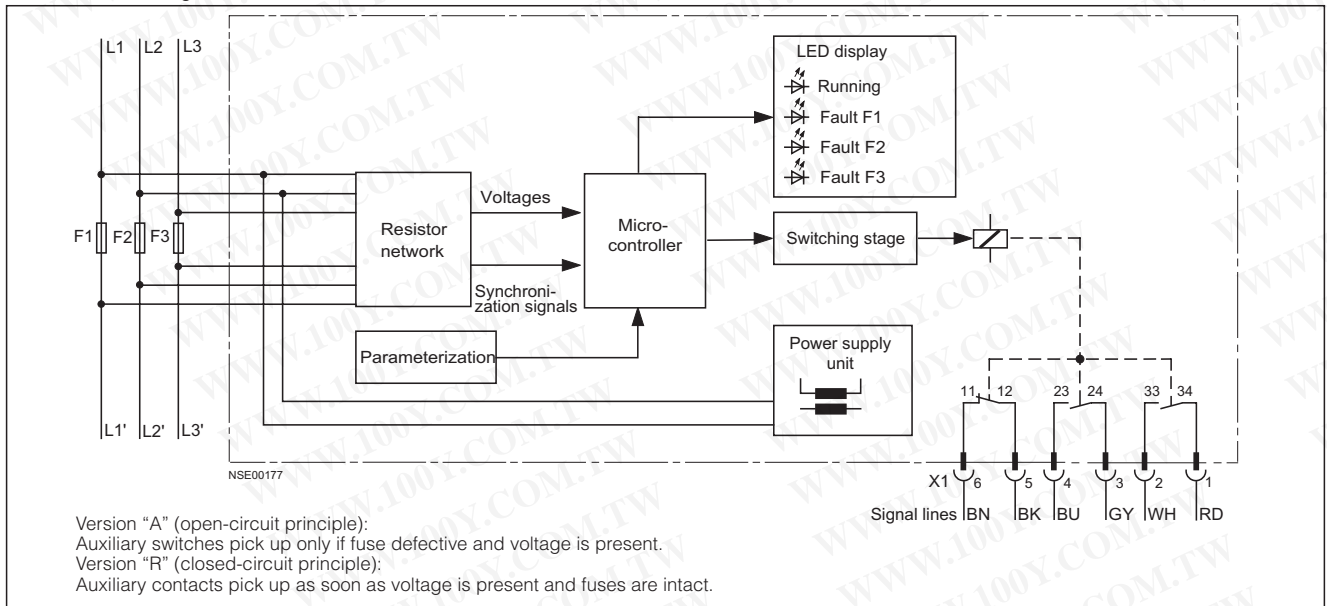 L1 L2 L3
LED display
Running
Fault F1
Fault F2
Fault F3
F1 F2 F3
Resistor
network
Voltages
Synchroni-
zation signals
Micro-
controller
Switching stage
Parameterization
Power supply
unit
11 12 23 24 33 34
L1' L2' L3'
NSE00177
X1 6 5 4 3 2 1
Signal lines BN BK BU GY WH RD
Version “A” (open-circuit principle):
Auxiliary switches pick up only if fuse defective and voltage is present.
Version “R” (closed-circuit principle):
Auxiliary contacts pick up as soon as voltage is present and fuses are intact.
WWW.100Y.COM.TW